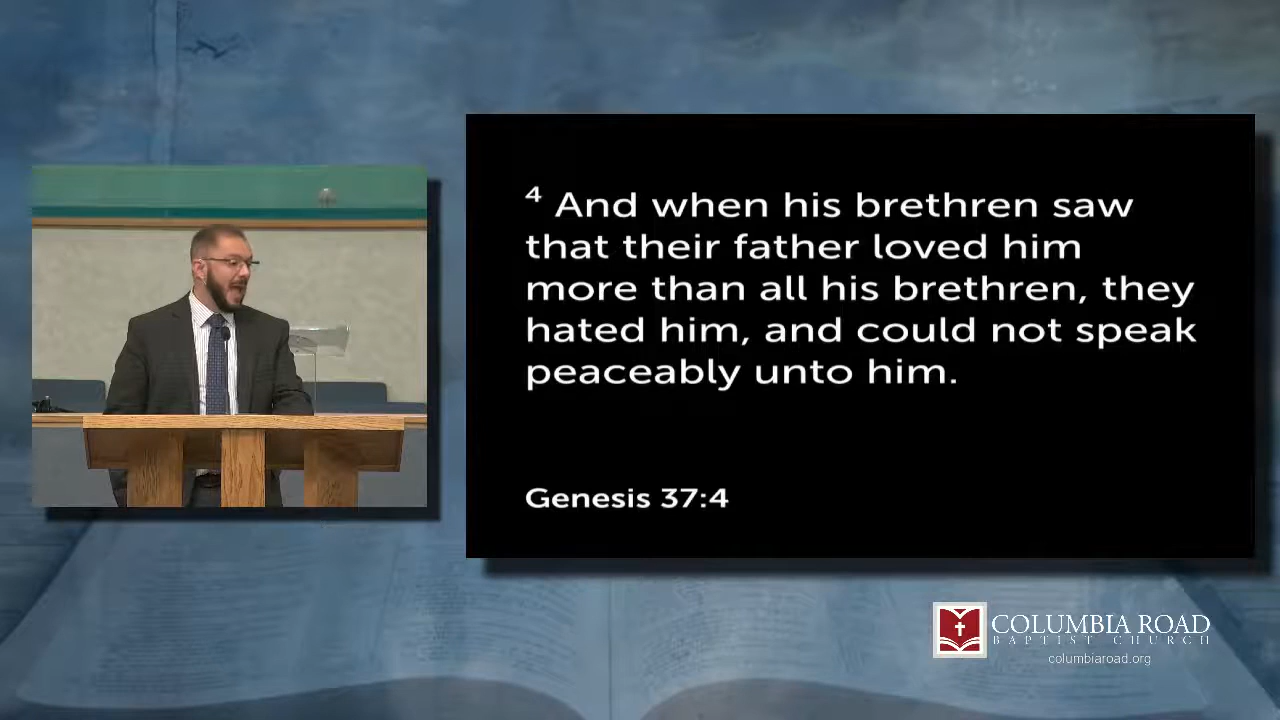 4 And when his brethren saw
that their father loved him
more than all his brethren, they
hated him, and could not speak
peaceably unto him.
Genesis 37:4
COLUMBIA ROAD
BAPTIST CHURCH
columbiaroad.org